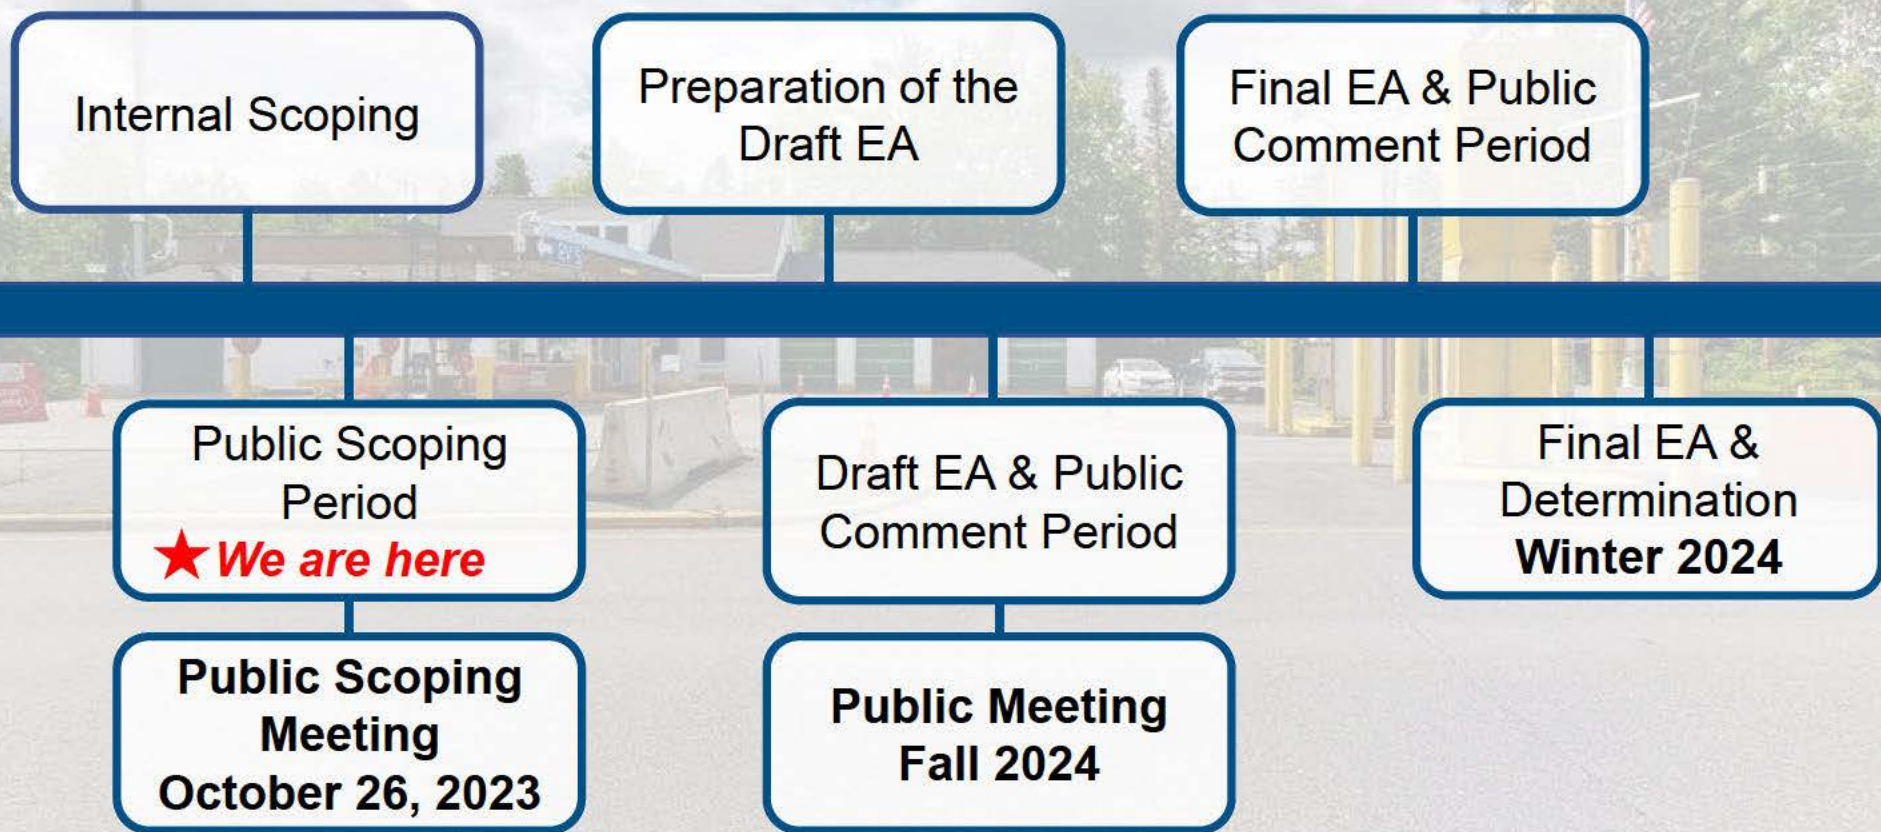 Internal Scoping
Preparation of the
Draft EA
Final EA & Public
Comment Period
Public Scoping
Period
★ We are here
Draft EA & Public
Comment Period
Final EA &
Determination
Winter 2024
Public Scoping
Meeting
October 26, 2023
Public Meeting
Fall 2024